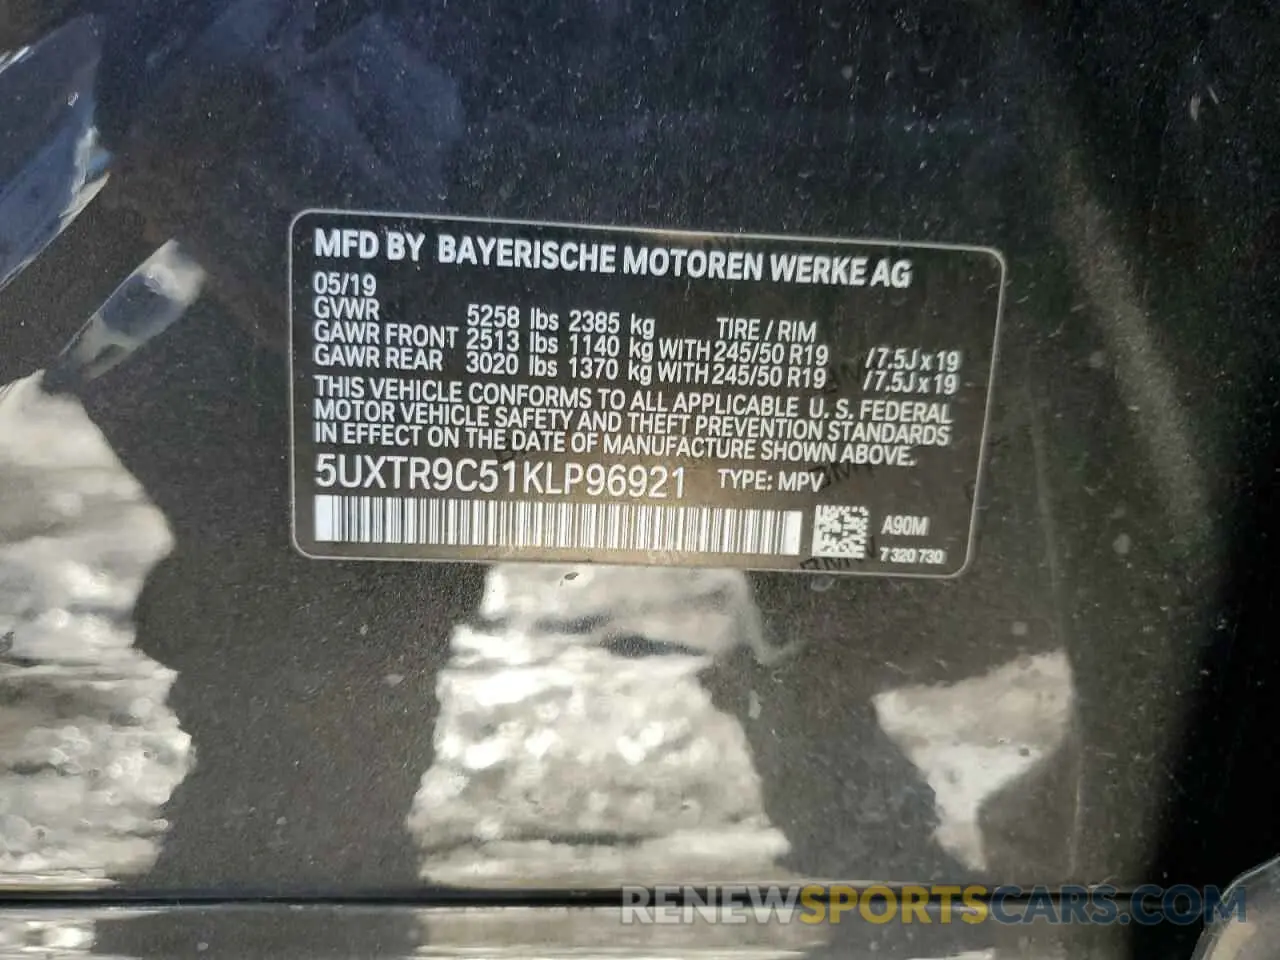 MFD BY BAYERISCHE MOTOREN WERKE AG
05/19
GVWR 5258 lbs 2385 kg TIRE / RIM
GAWR FRONT 2513 lbs 1140 kg WITH 245/50 R19 /7.5J x 19
GAWR REAR 3020 lbs 1370 kg WITH 245/50 R19 /7.5J x 19
THIS VEHICLE CONFORMS TO ALL APPLICABLE U. S. FEDERAL
MOTOR VEHICLE SAFETY AND THEFT PREVENTION STANDARDS
IN EFFECT ON THE DATE OF MANUFACTURE SHOWN ABOVE.
5UXTR9C51KLP96921 TYPE: MPV
A90M
7 320 730
RENEWSPORTSCARS.COM